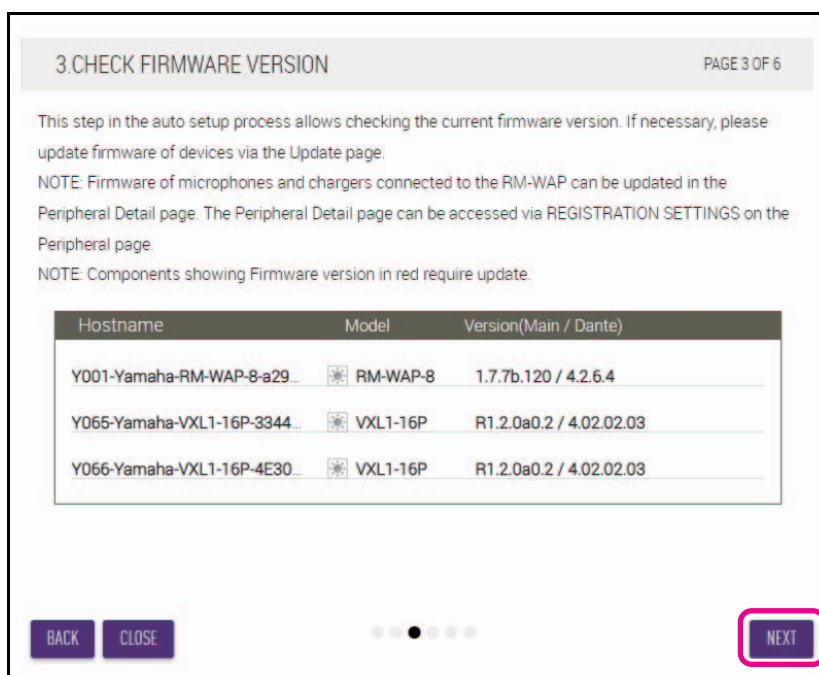 3.CHECK FIRMWARE VERSION PAGE 3 OF 6
This step in the auto setup process allows checking the current firmware version. If necessary, please
update firmware of devices via the Update page.
NOTE: Firmware of microphones and chargers connected to the RM-WAP can be updated in the
Peripheral Detail page. The Peripheral Detail page can be accessed via REGISTRATION SETTINGS on the
Peripheral page.
NOTE: Components showing Firmware version in red require update.
Hostname Model Version(Main / Dante)
Y001-Yamaha-RM-WAP-8-a29... RM-WAP-8 1.7.7b.120 / 4.2.6.4
Y065-Yamaha-VXL1-16P-3344... VXL1-16P R1.2.0a0.2 / 4.02.02.03
Y066-Yamaha-VXL1-16P-4E30... VXL1-16P R1.2.0a0.2 / 4.02.02.03
BACK CLOSE NEXT